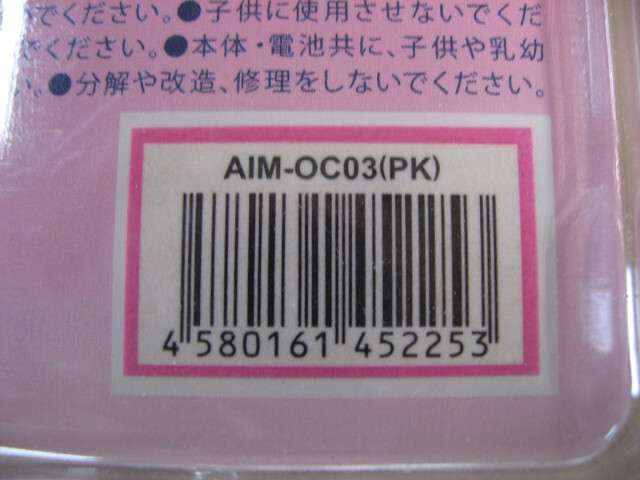 でください。●子供に使用させないでくだ
でください。●本体・電池共に、子供や乳幼
い。●分解や改造、修理をしないでください。
AIM-OC03(PK)
4 580161 452253